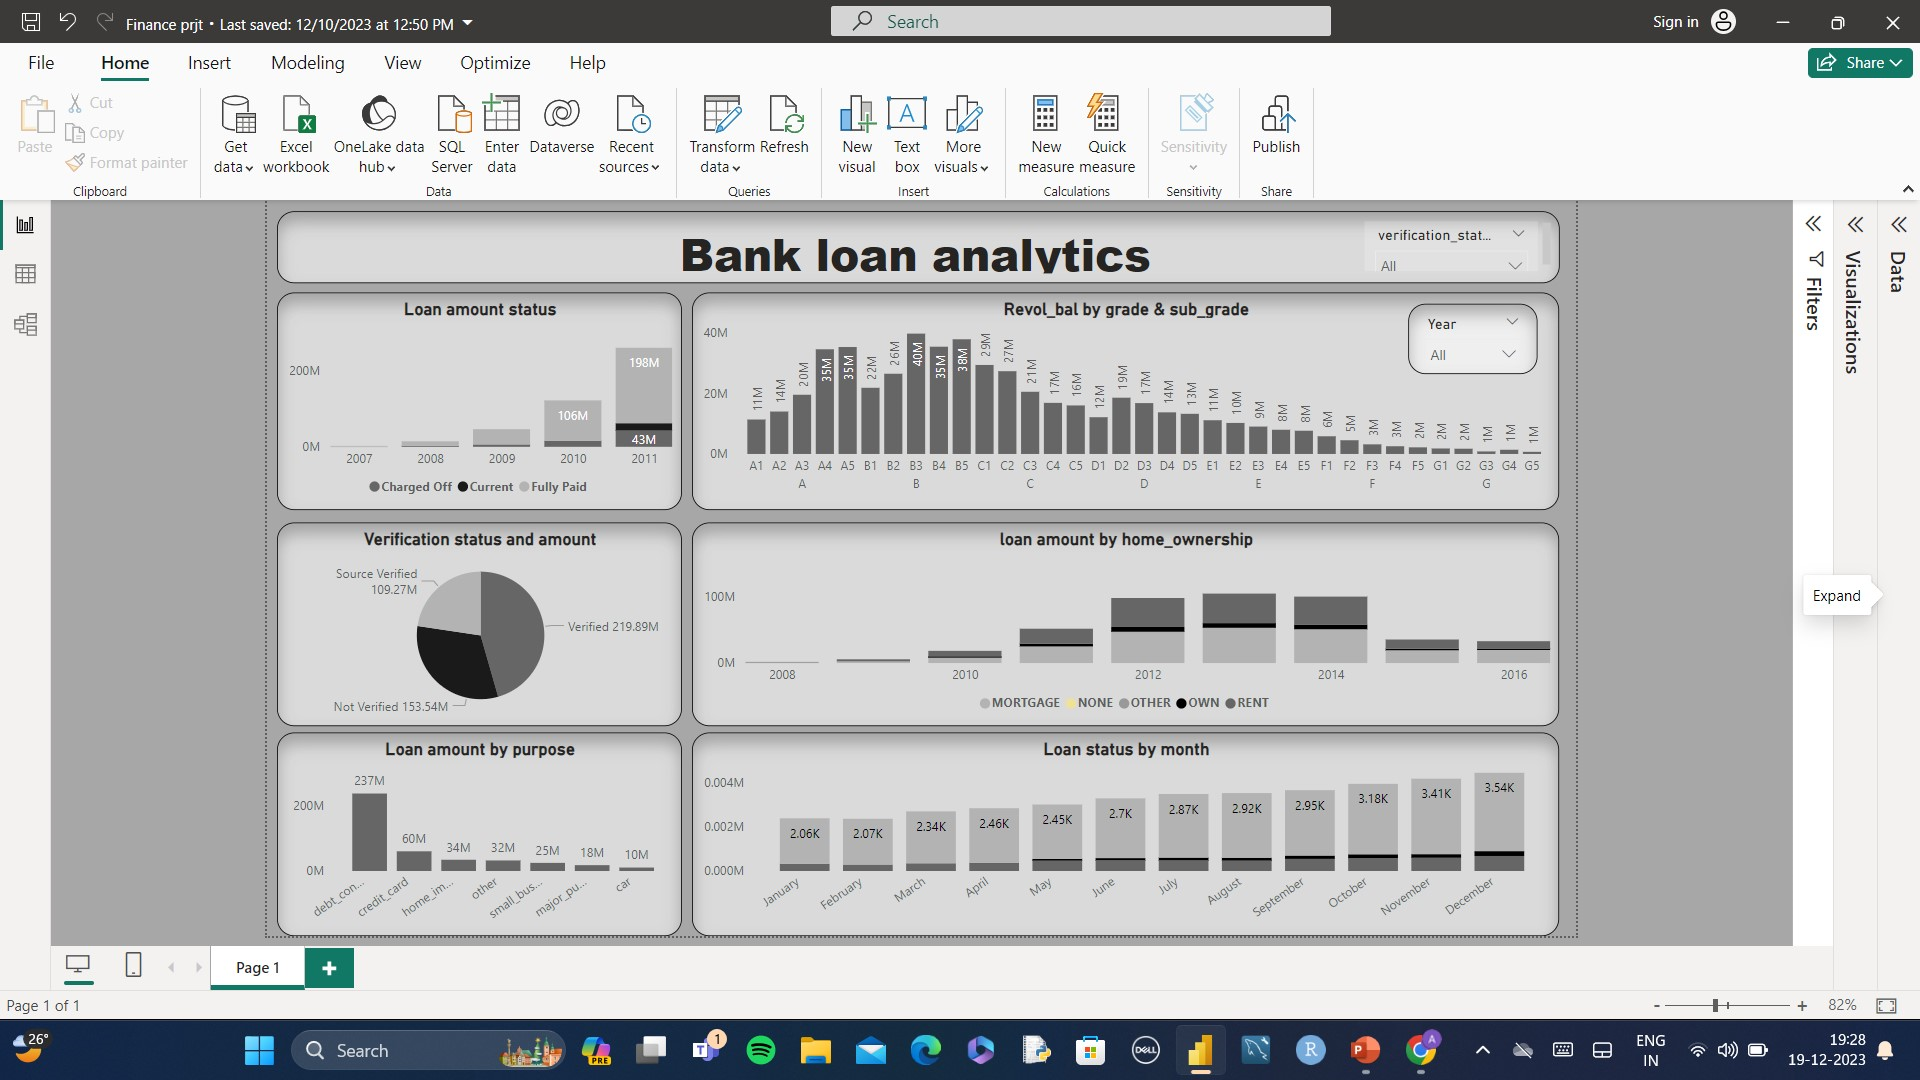 Finance prjt • Last saved: 12/10/2023 at 12:50 PM
Search
Sign in
File Home Insert Modeling View Optimize Help
Share
Paste
Cut
Copy
Format painter
Clipboard
Get data
Excel workbook
OneLake data hub
SQL Server
Enter data
Dataverse
Recent sources
Data
Transform data
Refresh
Queries
New visual
Text box
More visuals
Insert
New measure
Quick measure
Calculations
Sensitivity
Sensitivity
Publish
Share
Bank loan analytics
verification_stat...
All
Loan amount status
200M
0M
198M
106M
43M
2007 2008 2009 2010 2011
Charged Off Current Fully Paid
Revol_bal by grade & sub_grade
Year
All
40M
20M
0M
11M 14M 20M 35M 35M 22M 26M 40M 35M 38M 29M 27M 21M 17M 16M 12M 19M 17M 14M 13M 11M 10M 9M 8M 8M 6M 5M 3M 3M 2M 2M 2M 1M 1M 1M
A1 A2 A3 A4 A5 B1 B2 B3 B4 B5 C1 C2 C3 C4 C5 D1 D2 D3 D4 D5 E1 E2 E3 E4 E5 F1 F2 F3 F4 F5 G1 G2 G3 G4 G5
A B C D E F G
Verification status and amount
Source Verified
109.27M
Verified 219.89M
Not Verified 153.54M
loan amount by home_ownership
100M
0M
2008 2010 2012 2014 2016
MORTGAGE NONE OTHER OWN RENT
Loan amount by purpose
200M
0M
237M 60M 34M 32M 25M 18M 10M
debt_con... credit_card home_im... other small_bus... major_pu... car
Loan status by month
0.004M
0.002M
0.000M
2.06K 2.07K 2.34K 2.46K 2.45K 2.7K 2.87K 2.92K 2.95K 3.18K 3.41K 3.54K
January February March April May June July August September October November December
Filters
Visualizations
Data
Expand
Page 1
Page 1 of 1
82%
26°
Search
PRE
1
DELL
R
P
A
ENG
IN
19:28
19-12-2023